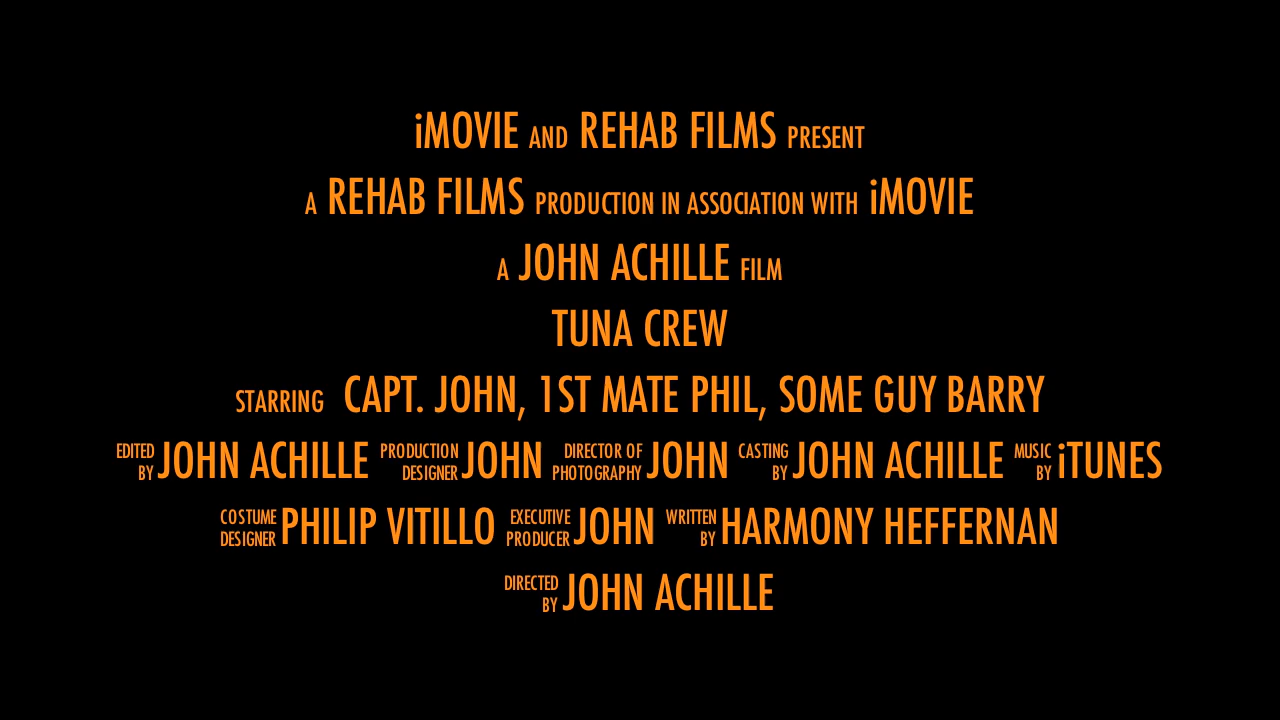 iMOVIE AND REHAB FILMS PRESENT
A REHAB FILMS PRODUCTION IN ASSOCIATION WITH iMOVIE
A JOHN ACHILLE FILM
TUNA CREW
STARRING CAPT. JOHN, 1ST MATE PHIL, SOME GUY BARRY
EDITED BY JOHN ACHILLE PRODUCTION DESIGNER JOHN DIRECTOR OF PHOTOGRAPHY JOHN CASTING BY JOHN ACHILLE MUSIC BY iTUNES
COSTUME DESIGNER PHILIP VITILLO EXECUTIVE PRODUCER JOHN WRITTEN BY HARMONY HEFFERNAN
DIRECTED BY JOHN ACHILLE